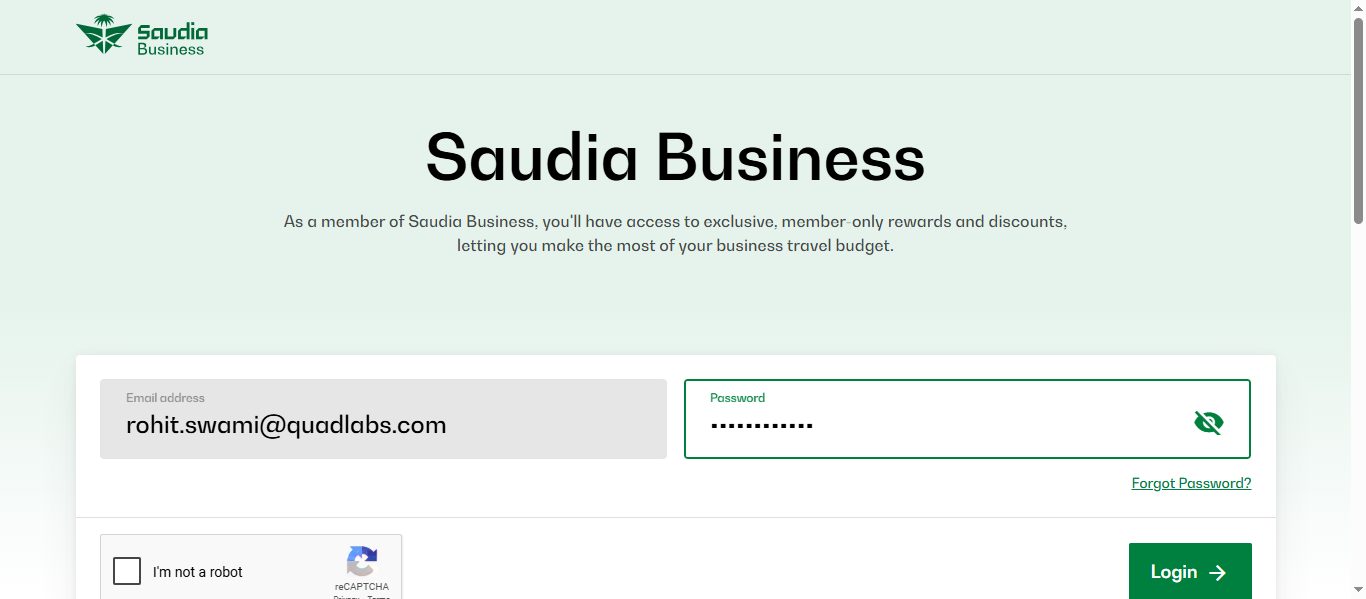 Saudia
Business
Saudia Business
As a member of Saudia Business, you'll have access to exclusive, member-only rewards and discounts,
letting you make the most of your business travel budget.
Email address
rohit.swami@quadlabs.com
Password
••••••••••••
Forgot Password?
I'm not a robot
reCAPTCHA
Privacy - Terms
Login